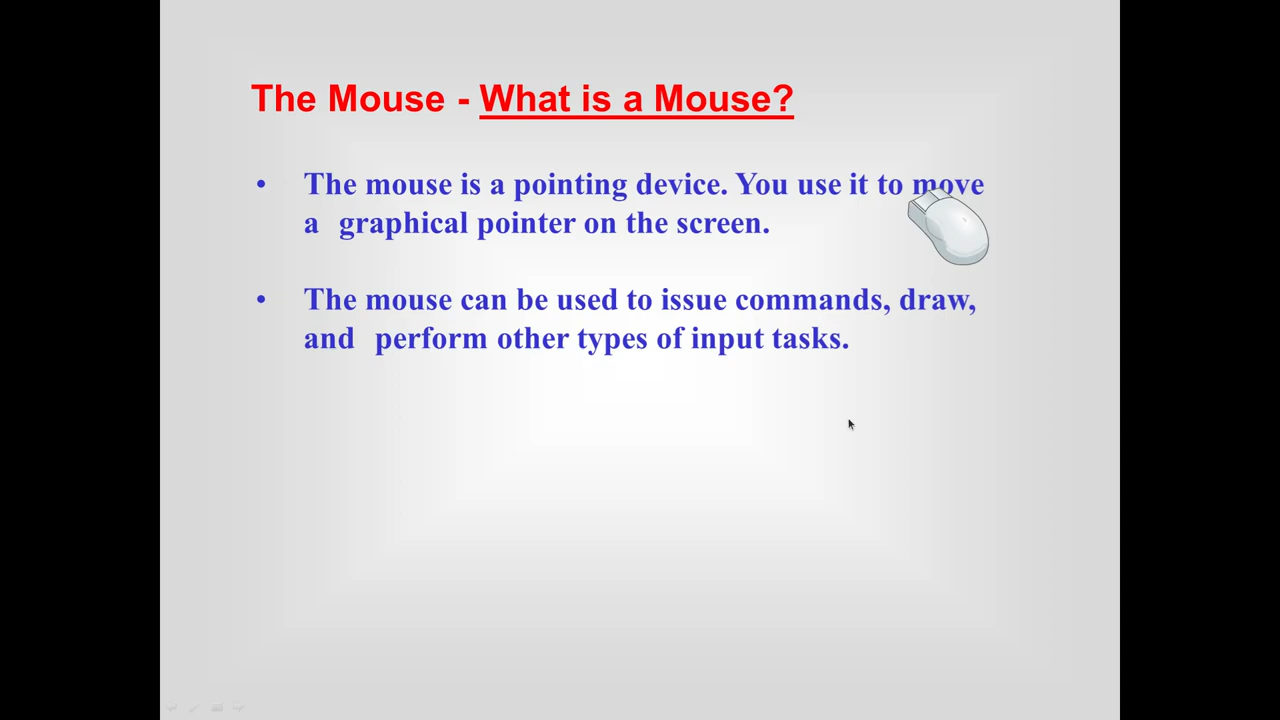 The Mouse - What is a Mouse?
• The mouse is a pointing device. You use it to move
a graphical pointer on the screen.
• The mouse can be used to issue commands, draw,
and perform other types of input tasks.